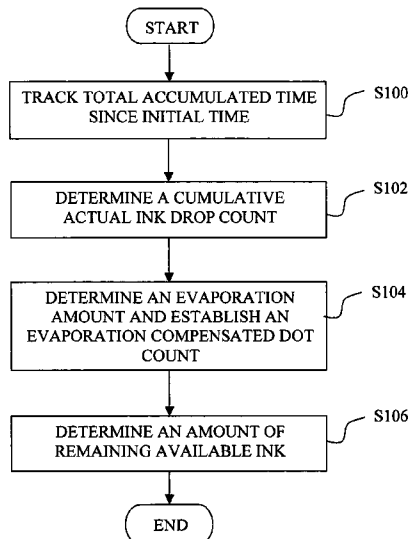 START
TRACK TOTAL ACCUMULATED TIME
SINCE INITIAL TIME
S100
DETERMINE A CUMULATIVE
ACTUAL INK DROP COUNT
S102
DETERMINE AN EVAPORATION
AMOUNT AND ESTABLISH AN
EVAPORATION COMPENSATED DOT
COUNT
S104
DETERMINE AN AMOUNT OF
REMAINING AVAILABLE INK
S106
END